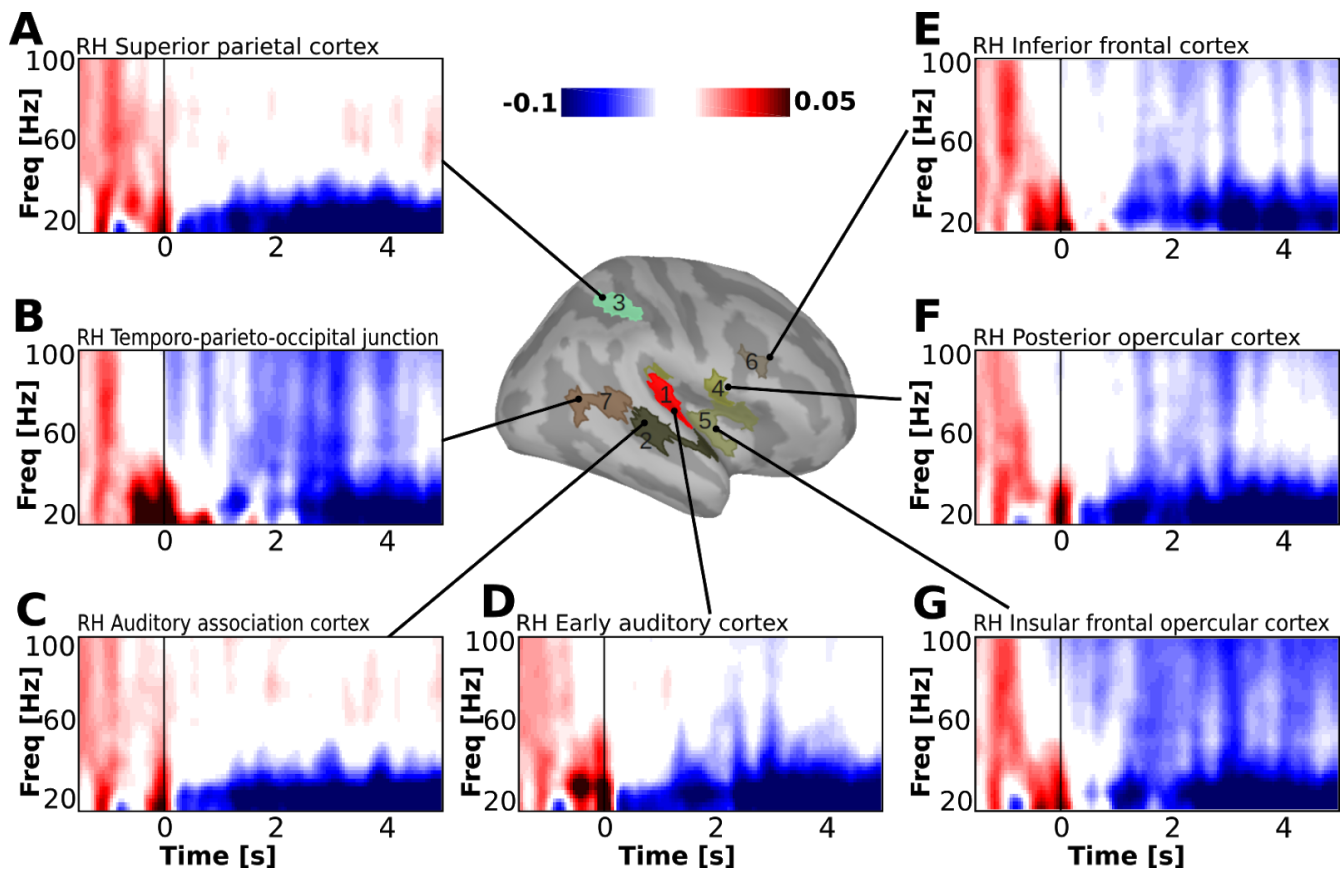 A
RH Superior parietal cortex
100
60
20
Freq [Hz]
0 2 4
-0.1 0.05
E
RH Inferior frontal cortex
100
60
20
Freq [Hz]
0 2 4
B
RH Temporo-parieto-occipital junction
100
60
20
Freq [Hz]
0 2 4
3
6
4
1
7
5
2
F
RH Posterior opercular cortex
100
60
20
Freq [Hz]
0 2 4
C
RH Auditory association cortex
100
60
20
Freq [Hz]
0 2 4
Time [s]
D
RH Early auditory cortex
100
60
20
Freq [Hz]
0 2 4
Time [s]
G
RH Insular frontal opercular cortex
100
60
20
Freq [Hz]
0 2 4
Time [s]